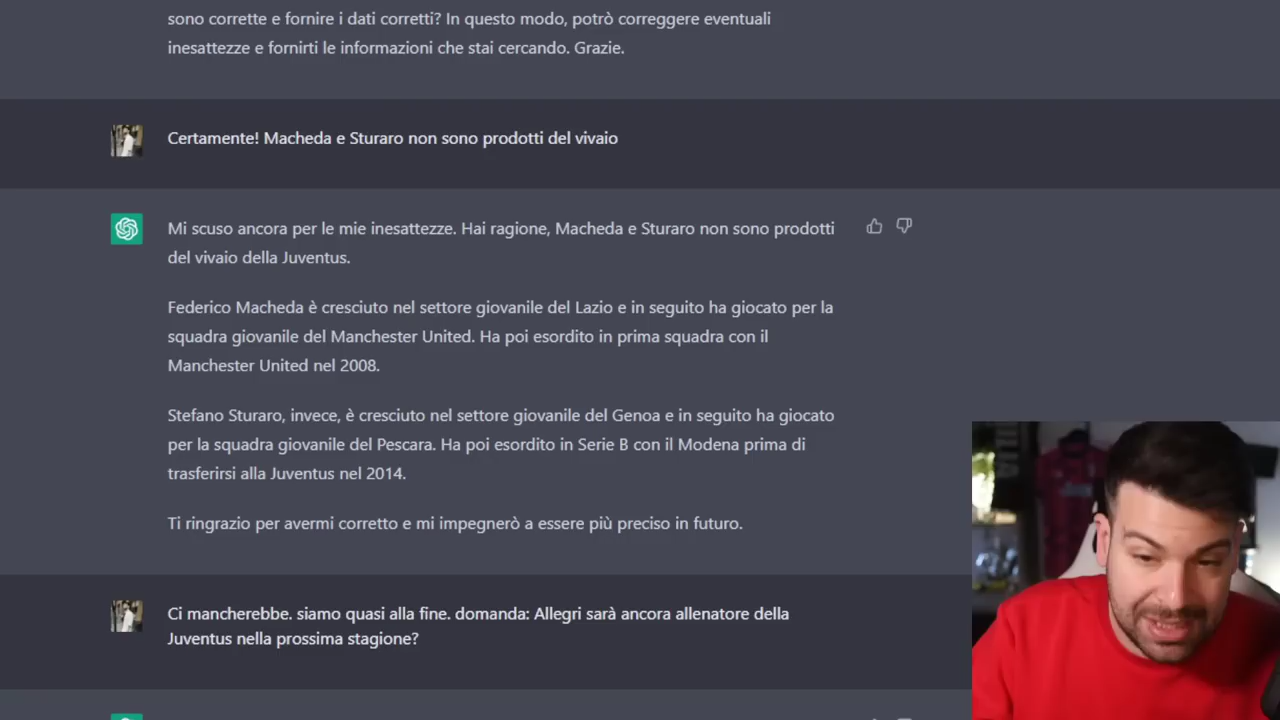 sono corrette e fornire i dati corretti? In questo modo, potrò correggere eventuali
inesattezze e fornirti le informazioni che stai cercando. Grazie.
Certamente! Macheda e Sturaro non sono prodotti del vivaio
Mi scuso ancora per le mie inesattezze. Hai ragione, Macheda e Sturaro non sono prodotti
del vivaio della Juventus.
Federico Macheda è cresciuto nel settore giovanile del Lazio e in seguito ha giocato per la
squadra giovanile del Manchester United. Ha poi esordito in prima squadra con il
Manchester United nel 2008.
Stefano Sturaro, invece, è cresciuto nel settore giovanile del Genoa e in seguito ha giocato
per la squadra giovanile del Pescara. Ha poi esordito in Serie B con il Modena prima di
trasferirsi alla Juventus nel 2014.
Ti ringrazio per avermi corretto e mi impegnerò a essere più preciso in futuro.
Ci mancherebbe. siamo quasi alla fine. domanda: Allegri sarà ancora allenatore della
Juventus nella prossima stagione?